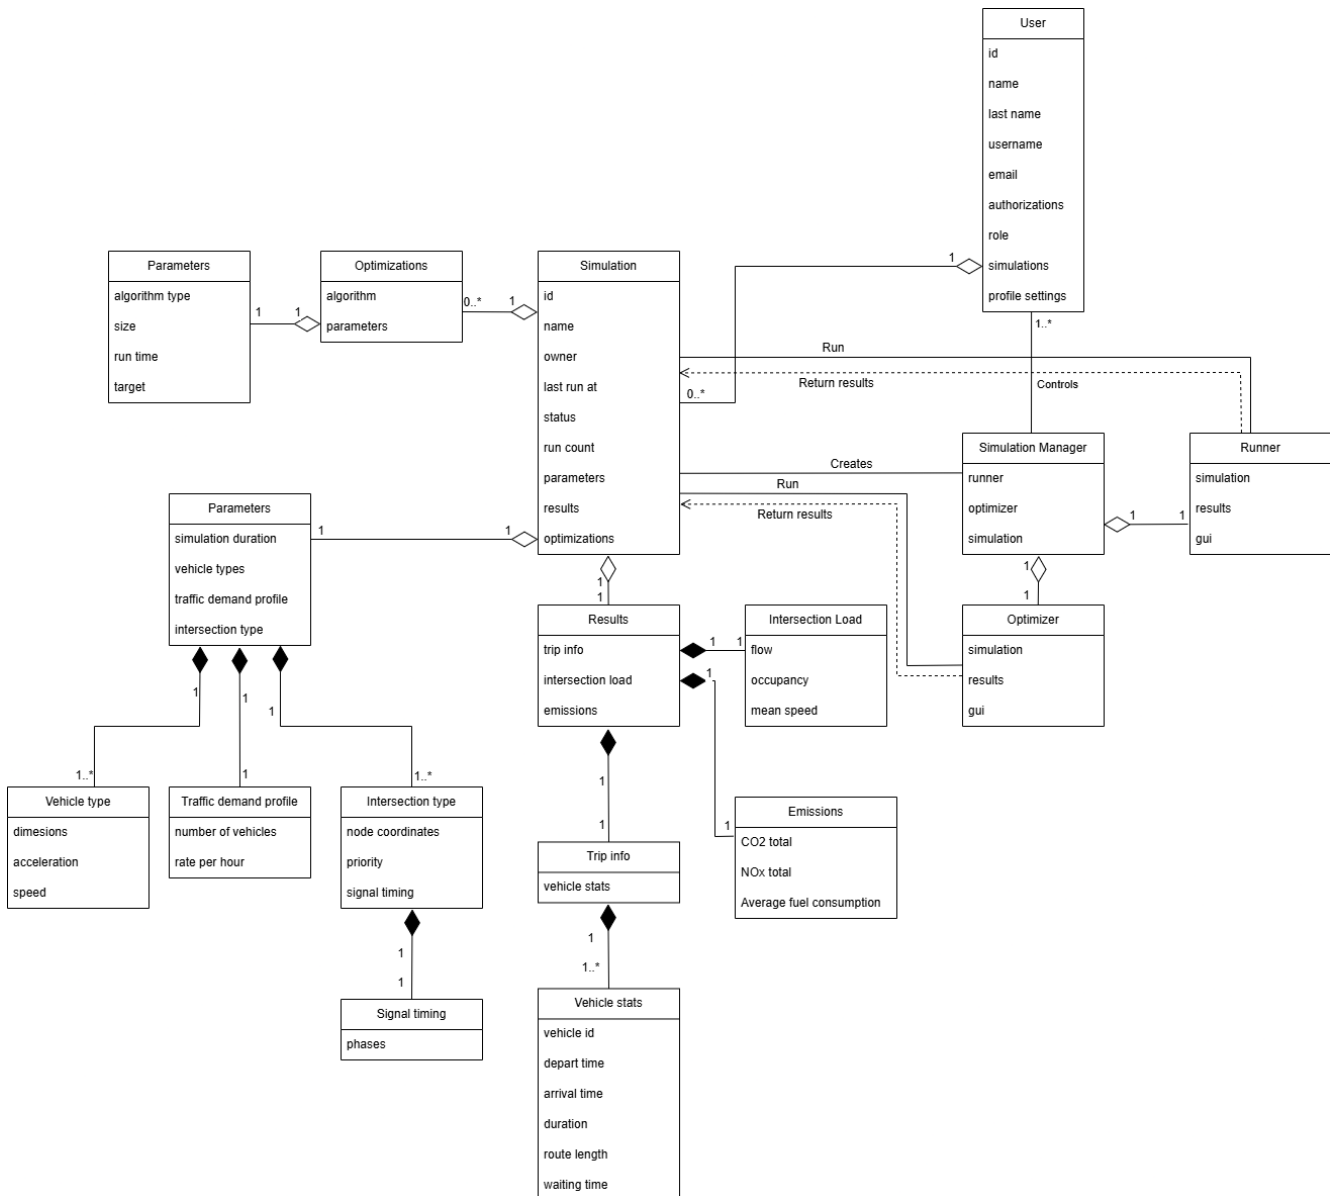 User
id
name
last name
username
email
authorizations
role
simulations
profile settings
1
1..*
Controls
Parameters
algorithm type
size
run time
target
1
1
Optimizations
algorithm
parameters
0..*
1
Simulation
id
name
owner
last run at
status
run count
parameters
results
optimizations
0..*
Run
Return results
Creates
Run
Return results
Simulation Manager
runner
optimizer
simulation
1
1
Runner
simulation
results
gui
1
1
Optimizer
simulation
results
gui
Parameters
simulation duration
vehicle types
traffic demand profile
intersection type
1
1
1
Results
trip info
intersection load
emissions
1
1
Intersection Load
flow
occupancy
mean speed
1
1
Emissions
CO2 total
NOx total
Average fuel consumption
1
1
1
1..*
1
1..*
Vehicle type
dimesions
acceleration
speed
Traffic demand profile
number of vehicles
rate per hour
Intersection type
node coordinates
priority
signal timing
1
1
Signal timing
phases
1
1
Trip info
vehicle stats
1
1..*
Vehicle stats
vehicle id
depart time
arrival time
duration
route length
waiting time